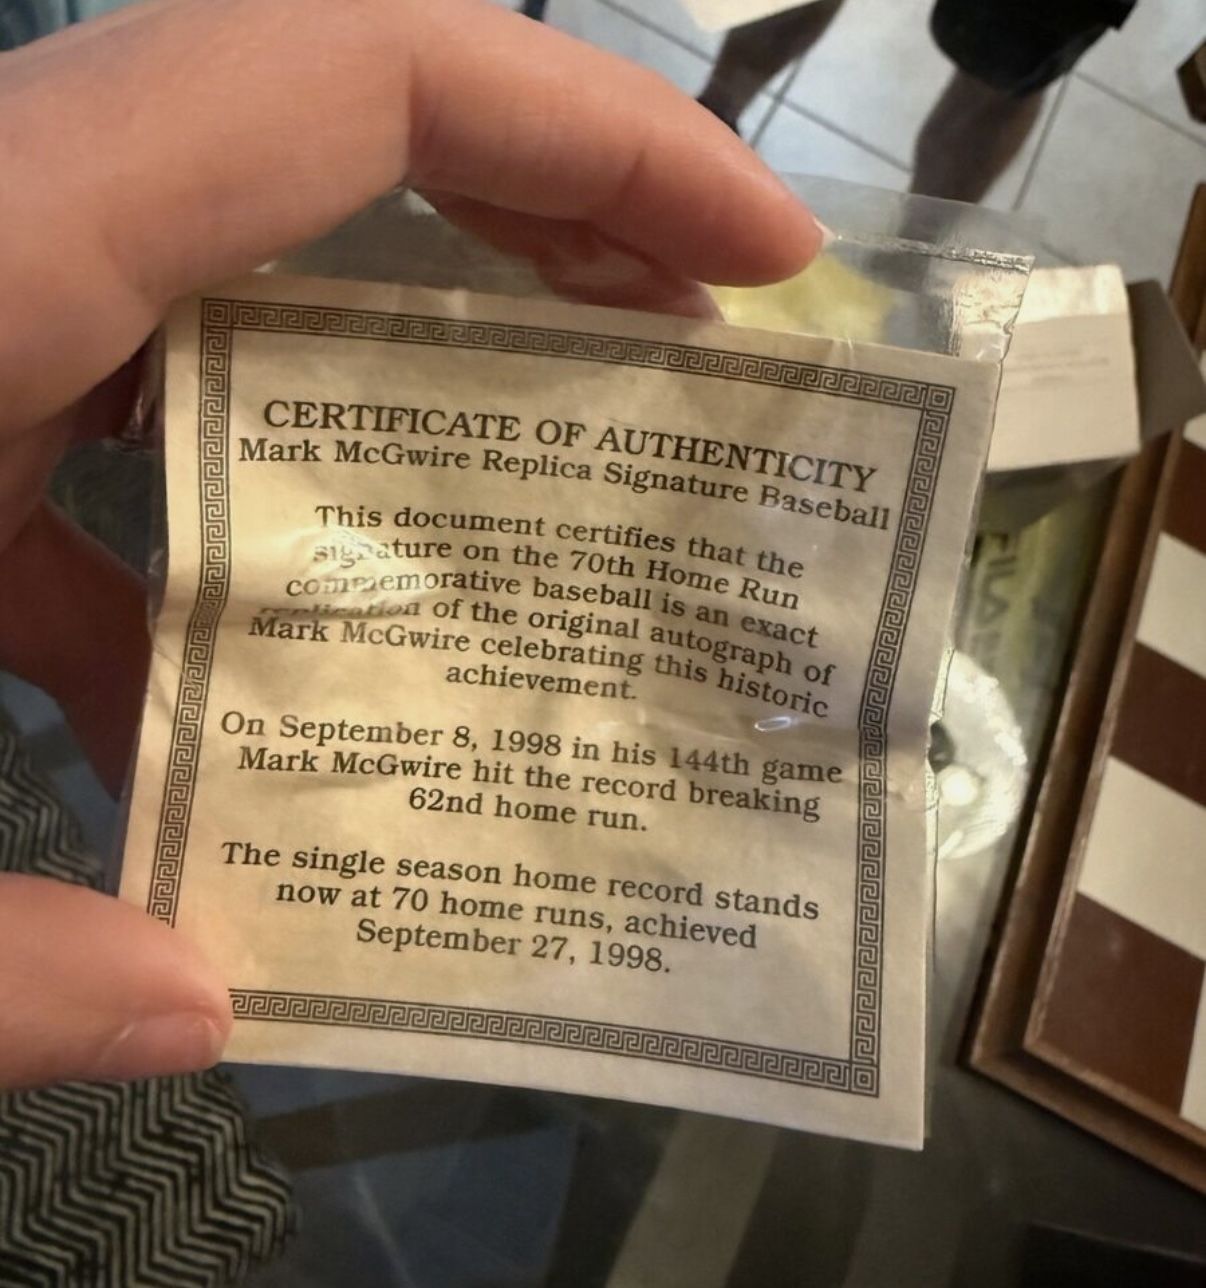 CERTIFICATE OF AUTHENTICITY
Mark McGwire Replica Signature Baseball
This document certifies that the
signature on the 70th Home Run
commemorative baseball is an exact
replication of the original autograph of
Mark McGwire celebrating this historic
achievement.
On September 8, 1998 in his 144th game
Mark McGwire hit the record breaking
62nd home run.
The single season home record stands
now at 70 home runs, achieved
September 27, 1998.